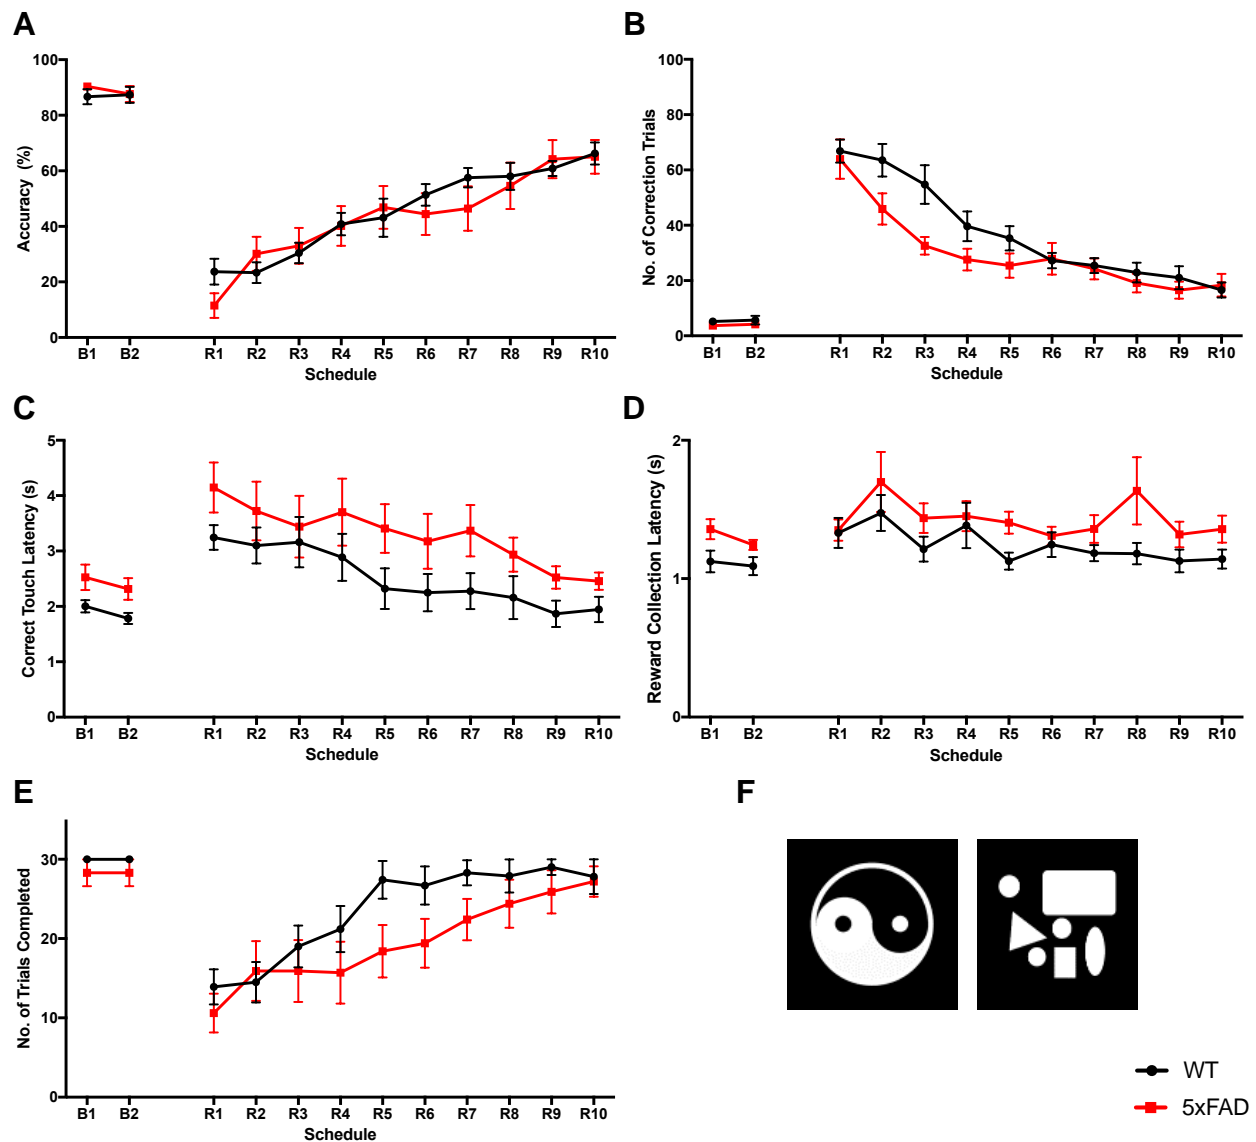 A
Accuracy (%)
100
80
60
40
20
0
B1 B2 R1 R2 R3 R4 R5 R6 R7 R8 R9 R10
Schedule
B
No. of Correction Trials
100
80
60
40
20
0
B1 B2 R1 R2 R3 R4 R5 R6 R7 R8 R9 R10
Schedule
C
Correct Touch Latency (s)
5
4
3
2
1
0
B1 B2 R1 R2 R3 R4 R5 R6 R7 R8 R9 R10
Schedule
D
Reward Collection Latency (s)
2
1
0
B1 B2 R1 R2 R3 R4 R5 R6 R7 R8 R9 R10
Schedule
E
No. of Trials Completed
30
20
10
0
B1 B2 R1 R2 R3 R4 R5 R6 R7 R8 R9 R10
Schedule
F
WT
5xFAD